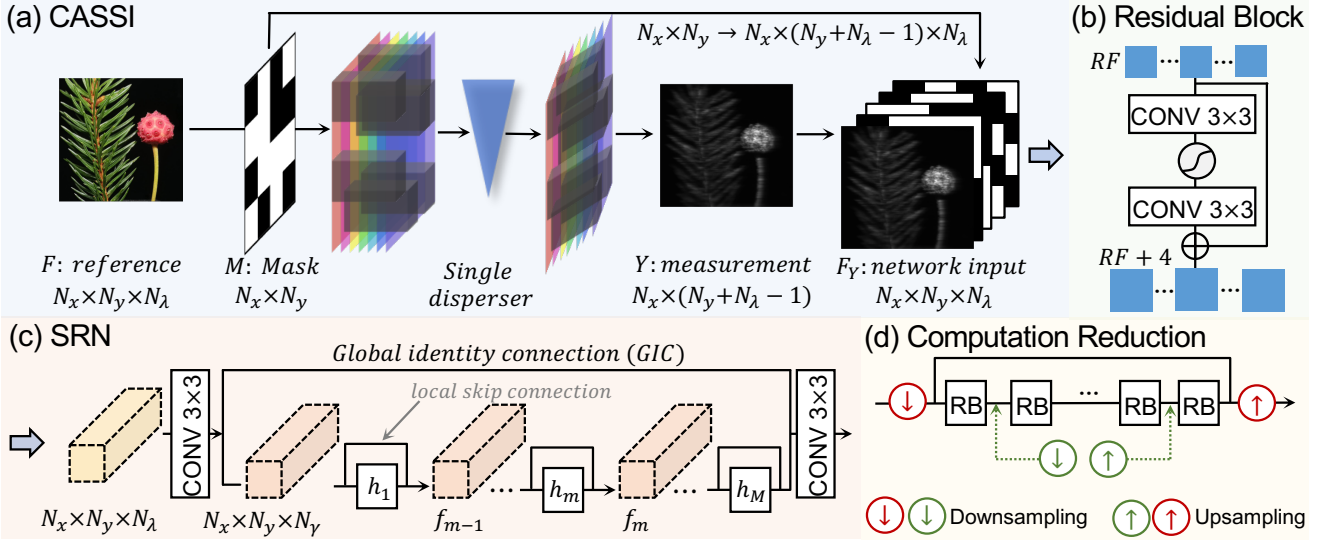 (a) CASSI
N_x×N_y → N_x×(N_y+N_λ − 1)×N_λ
F: reference
N_x×N_y×N_λ
M: Mask
N_x×N_y
Single
disperser
Y: measurement
N_x×(N_y+N_λ − 1)
F_Y: network input
N_x×N_y×N_λ
(b) Residual Block
RF
...
...
CONV 3×3
CONV 3×3
RF + 4
...
...
(c) SRN
Global identity connection (GIC)
local skip connection
CONV 3×3
CONV 3×3
h_1
...
h_m
...
h_M
N_x×N_y×N_λ
N_x×N_y×N_γ
f_{m−1}
f_m
(d) Computation Reduction
RB
RB
...
RB
RB
Downsampling
Upsampling